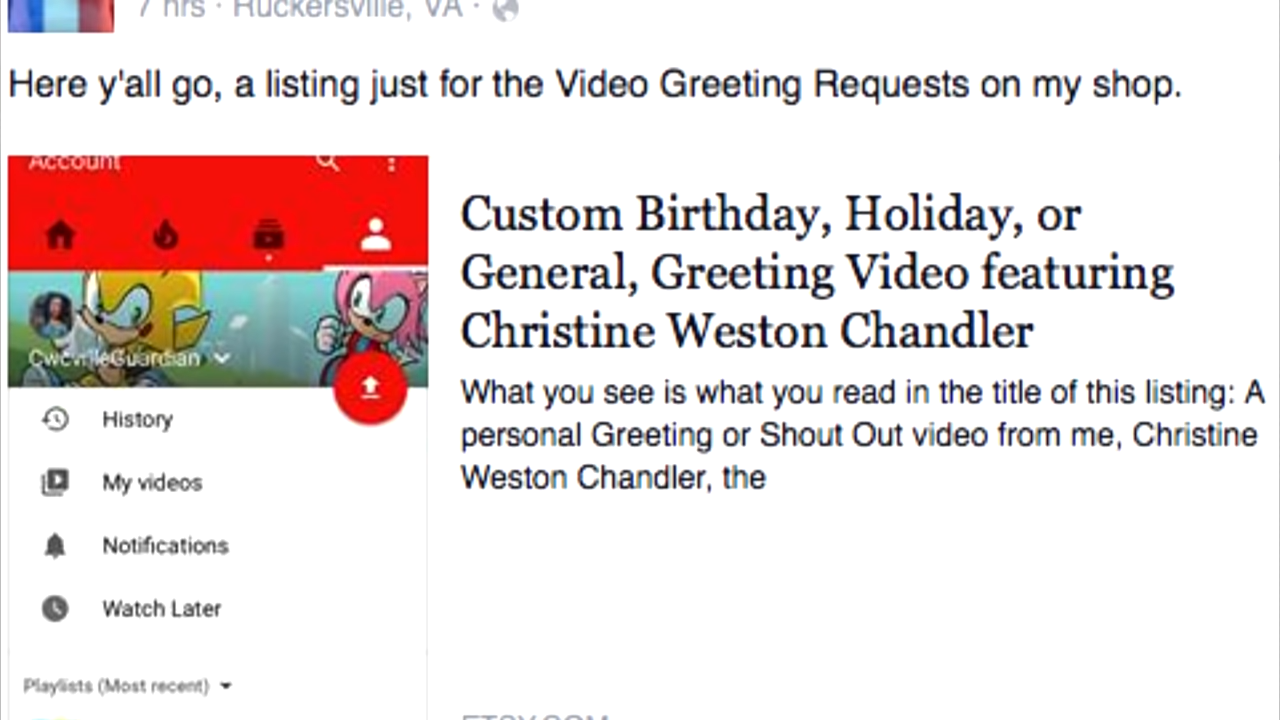 7 hrs · Ruckersville, VA ·
Here y'all go, a listing just for the Video Greeting Requests on my shop.
Account
CwcvilleGuardian
History
My videos
Notifications
Watch Later
Playlists (Most recent)
Custom Birthday, Holiday, or
General, Greeting Video featuring
Christine Weston Chandler
What you see is what you read in the title of this listing: A
personal Greeting or Shout Out video from me, Christine
Weston Chandler, the
ETSY.COM